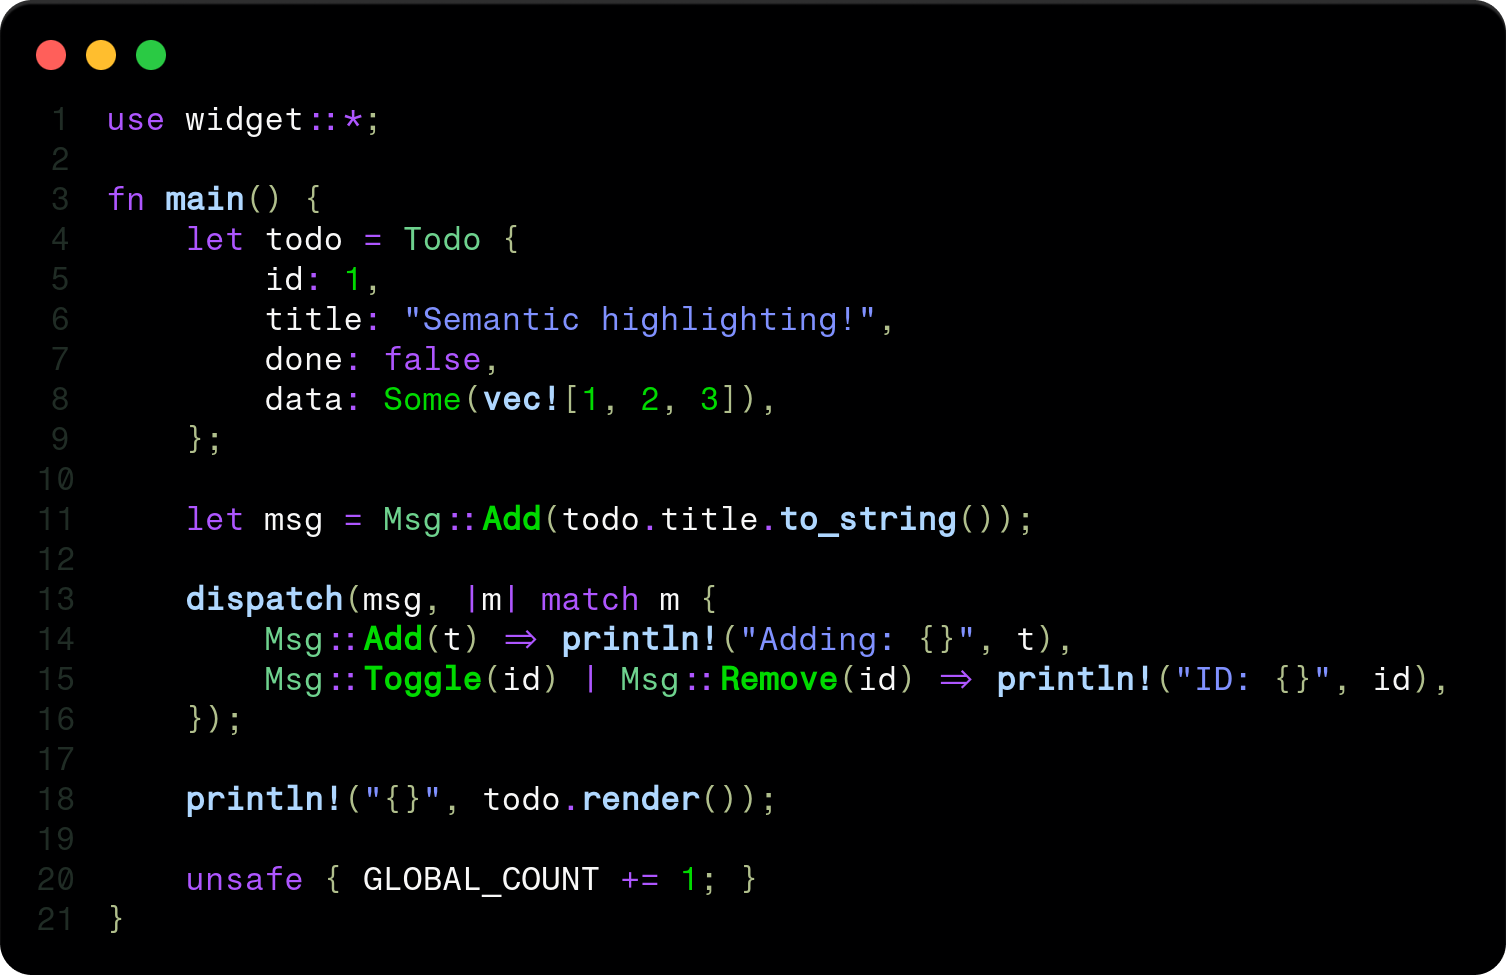 1 use widget::*;
2
3 fn main() {
4     let todo = Todo {
5         id: 1,
6         title: "Semantic highlighting!",
7         done: false,
8         data: Some(vec![1, 2, 3]),
9     };
10
11     let msg = Msg::Add(todo.title.to_string());
12
13     dispatch(msg, |m| match m {
14         Msg::Add(t) => println!("Adding: {}", t),
15         Msg::Toggle(id) | Msg::Remove(id) => println!("ID: {}", id),
16     });
17
18     println!("{}", todo.render());
19
20     unsafe { GLOBAL_COUNT += 1; }
21 }